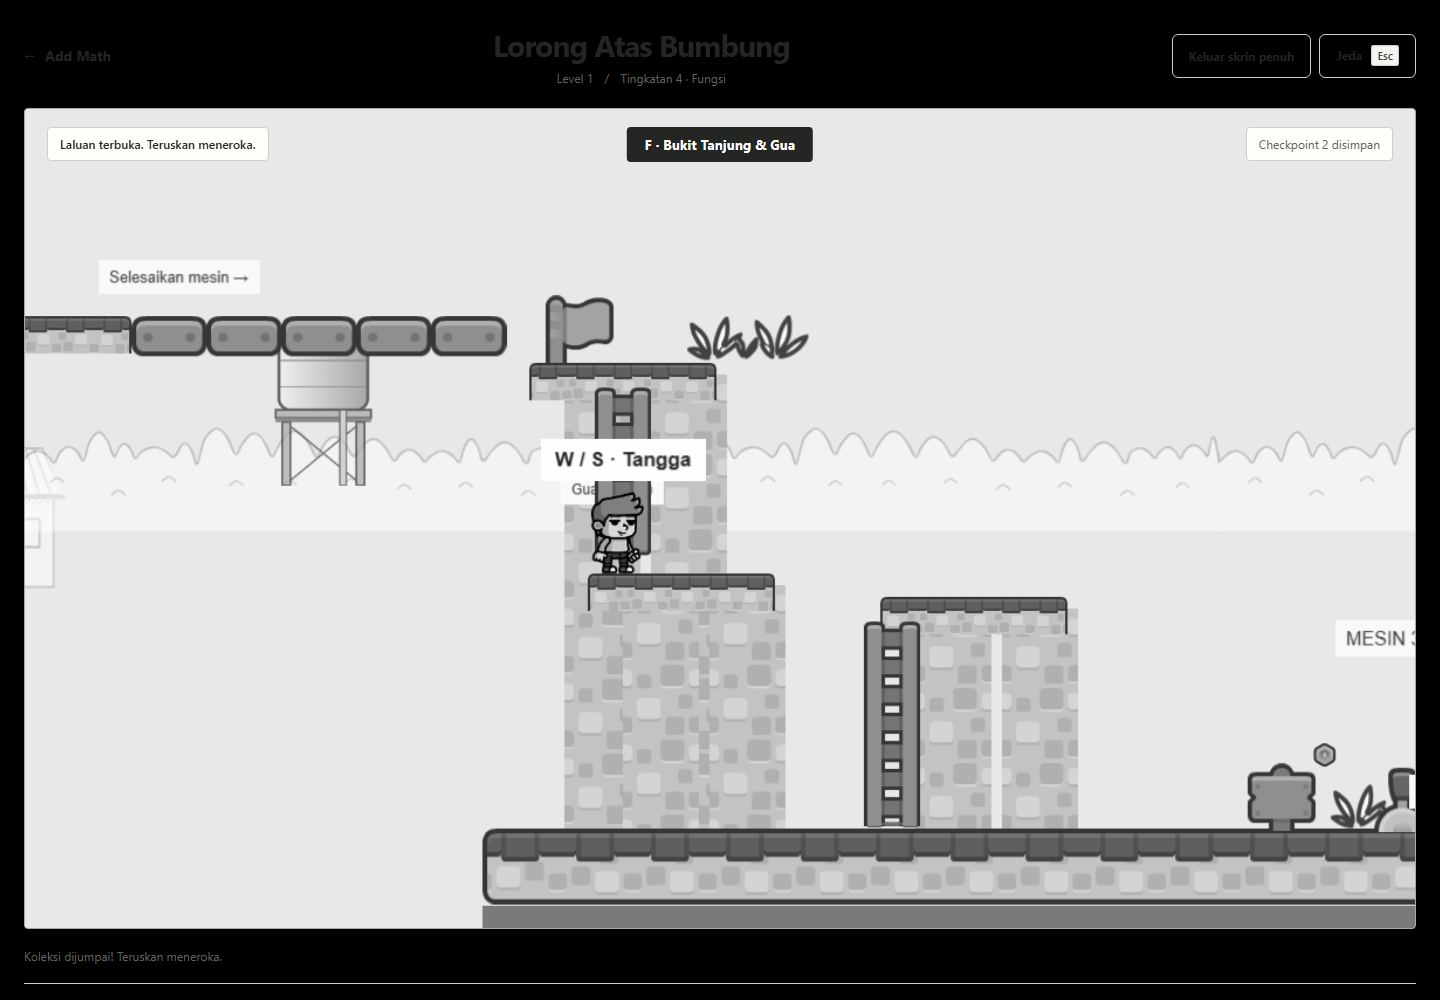 ← Add Math
Lorong Atas Bumbung
Level 1 / Tingkatan 4 · Fungsi
Keluar skrin penuh
Jeda Esc
Laluan terbuka. Teruskan meneroka.
F · Bukit Tanjung & Gua
Checkpoint 2 disimpan
Selesaikan mesin →
W / S · Tangga
MESIN
Koleksi dijumpai! Teruskan meneroka.